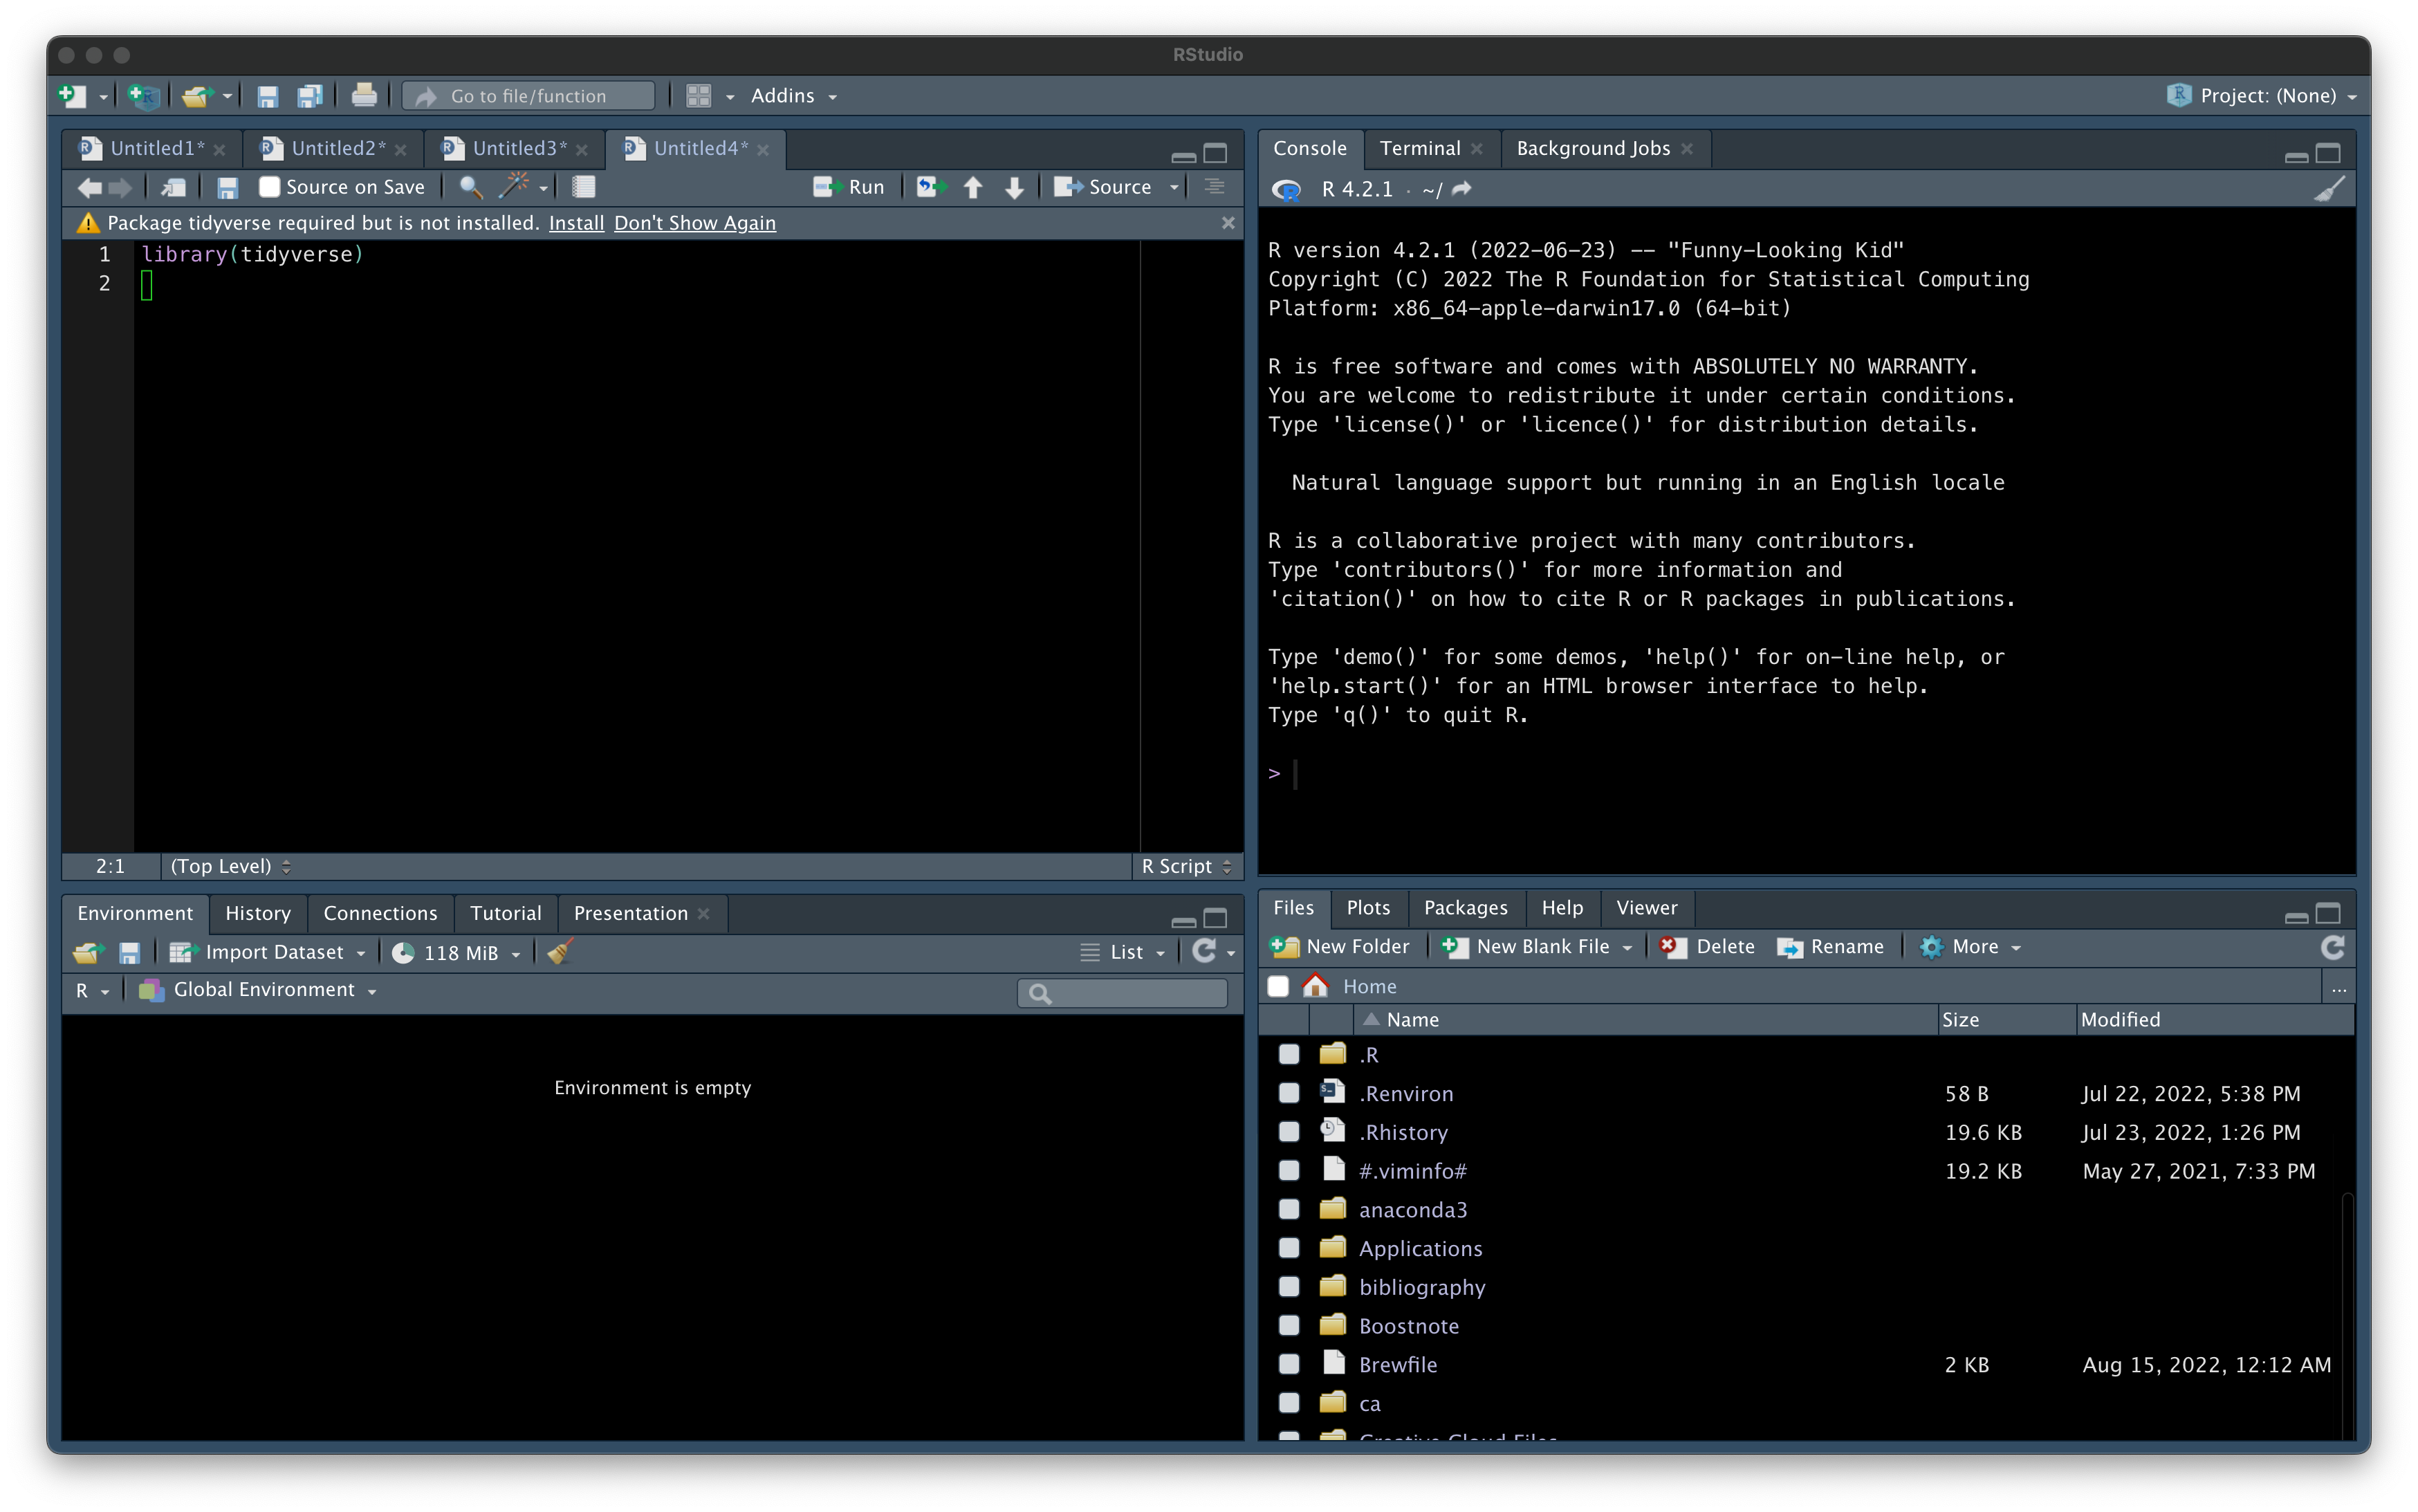 RStudio
Go to file/function
Addins
Project: (None)
Untitled1*
Untitled2*
Untitled3*
Untitled4*
Source on Save
Run
Source
Package tidyverse required but is not installed. Install Don't Show Again
1 library(tidyverse)
2
2:1
(Top Level)
R Script
Console
Terminal
Background Jobs
R 4.2.1 · ~/
R version 4.2.1 (2022-06-23) -- "Funny-Looking Kid"
Copyright (C) 2022 The R Foundation for Statistical Computing
Platform: x86_64-apple-darwin17.0 (64-bit)
R is free software and comes with ABSOLUTELY NO WARRANTY.
You are welcome to redistribute it under certain conditions.
Type 'license()' or 'licence()' for distribution details.
Natural language support but running in an English locale
R is a collaborative project with many contributors.
Type 'contributors()' for more information and
'citation()' on how to cite R or R packages in publications.
Type 'demo()' for some demos, 'help()' for on-line help, or
'help.start()' for an HTML browser interface to help.
Type 'q()' to quit R.
>
Environment
History
Connections
Tutorial
Presentation
Import Dataset
118 MiB
List
R
Global Environment
Environment is empty
Files
Plots
Packages
Help
Viewer
New Folder
New Blank File
Delete
Rename
More
Home
...
Name Size Modified
.R
.Renviron 58 B Jul 22, 2022, 5:38 PM
.Rhistory 19.6 KB Jul 23, 2022, 1:26 PM
#.viminfo# 19.2 KB May 27, 2021, 7:33 PM
anaconda3
Applications
bibliography
Boostnote
Brewfile 2 KB Aug 15, 2022, 12:12 AM
ca
Creative Cloud Files